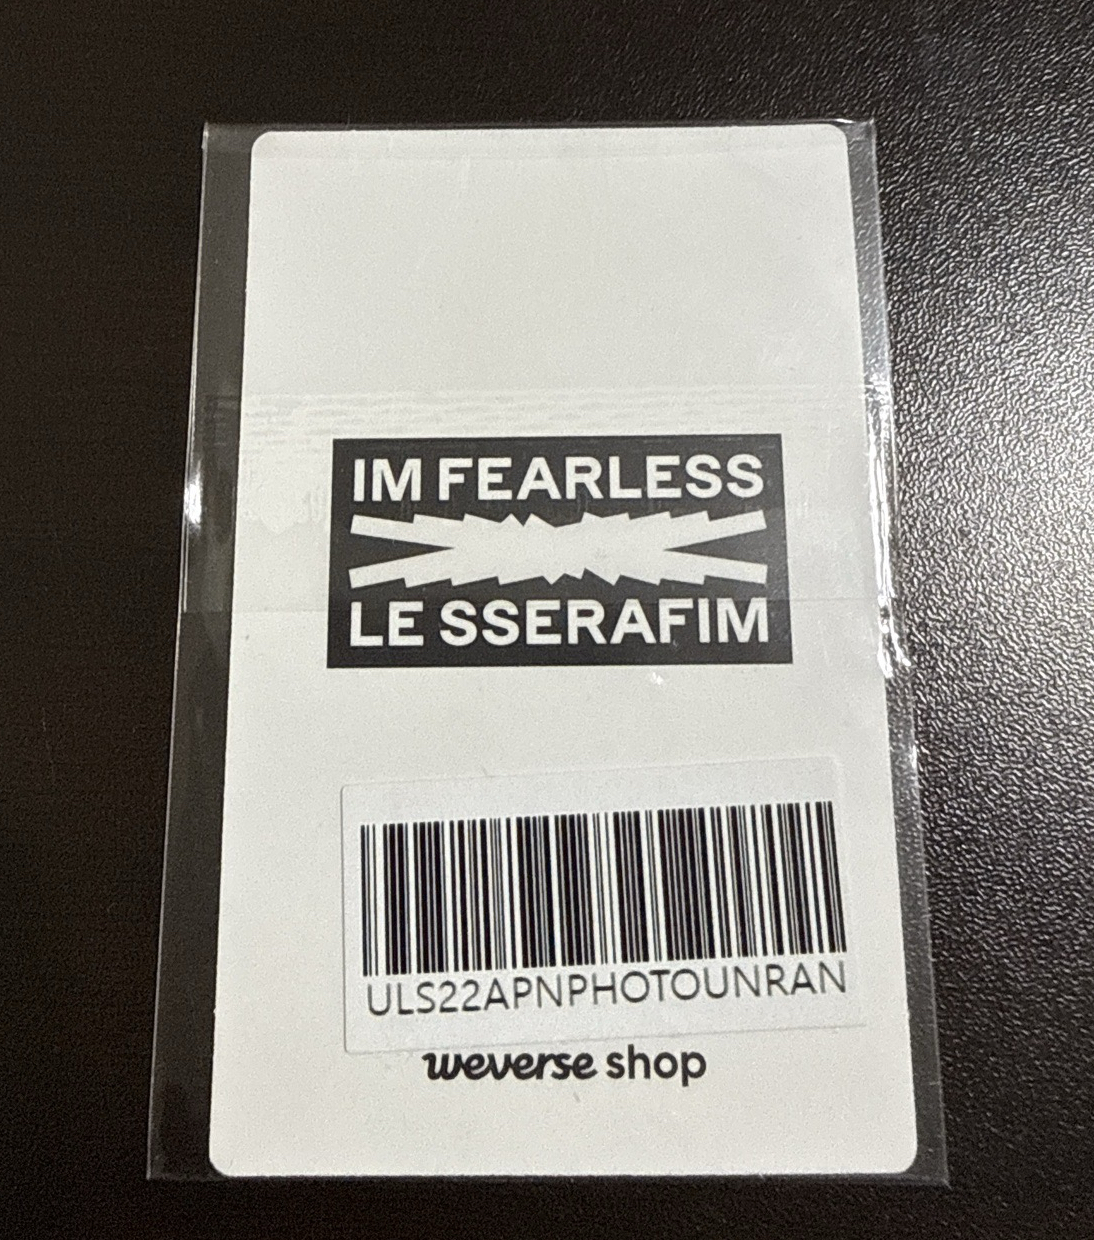 IM FEARLESS
LE SSERAFIM
ULS22APNPHOTOUNRAN
weverse shop